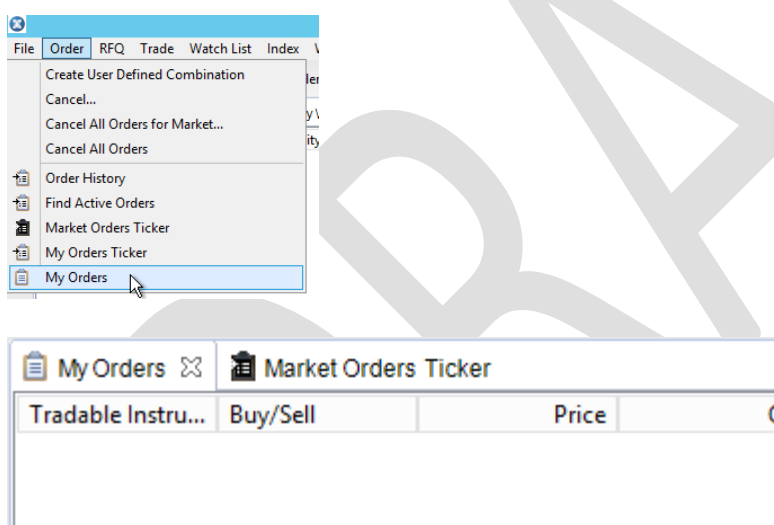 File Order RFQ Trade Watch List Index
Create User Defined Combination
Cancel...
Cancel All Orders for Market...
Cancel All Orders
Order History
Find Active Orders
Market Orders Ticker
My Orders Ticker
My Orders
My Orders Market Orders Ticker
Tradable Instru... Buy/Sell Price